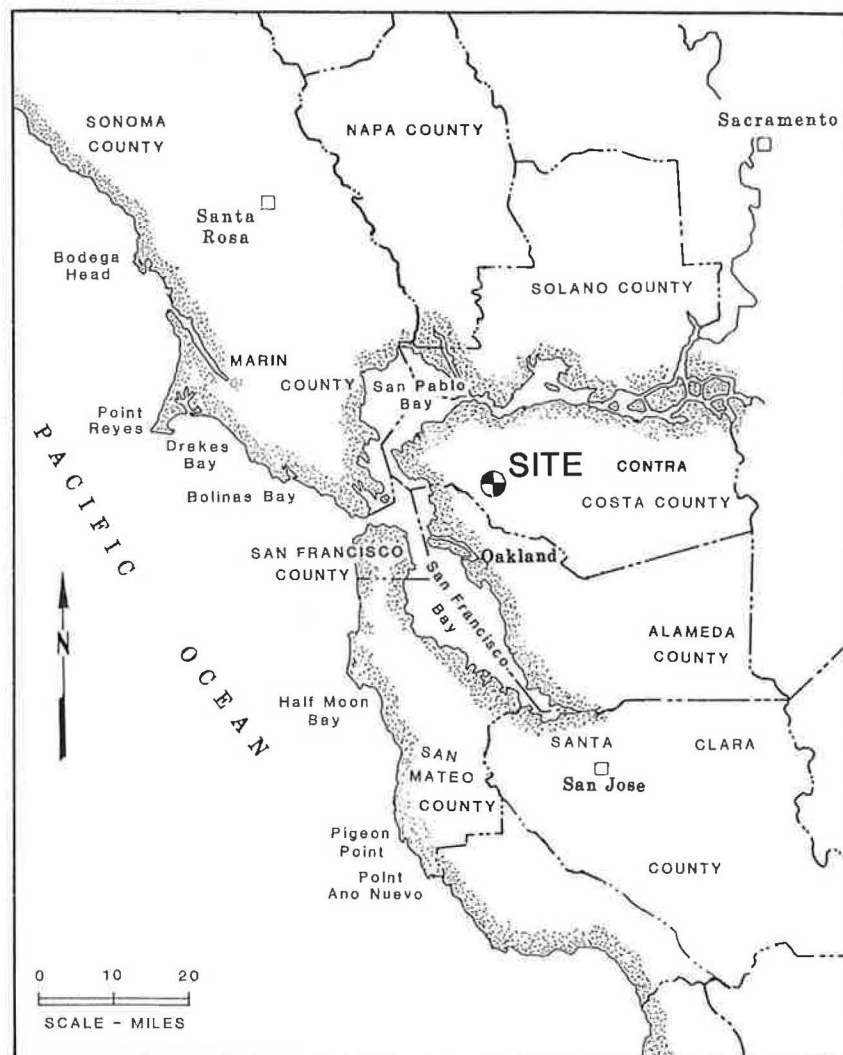 SONOMA
COUNTY
NAPA COUNTY
Sacramento
Santa
Rosa
Bodega
Head
SOLANO COUNTY
MARIN
COUNTY
San Pablo
Bay
Point
Reyes
Drakes
Bay
Bolinas Bay
SITE
CONTRA
COSTA COUNTY
PACIFIC
OCEAN
SAN FRANCISCO
COUNTY
Oakland
San Francisco
Bay
N
ALAMEDA
COUNTY
Half Moon
Bay
SANTA
CLARA
SAN
MATEO
COUNTY
San Jose
Pigeon
Point
Point
Ano Nuevo
COUNTY
0 10 20
SCALE - MILES